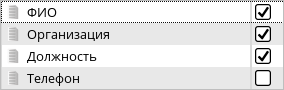 ФИО
Организация
Должность
Телефон